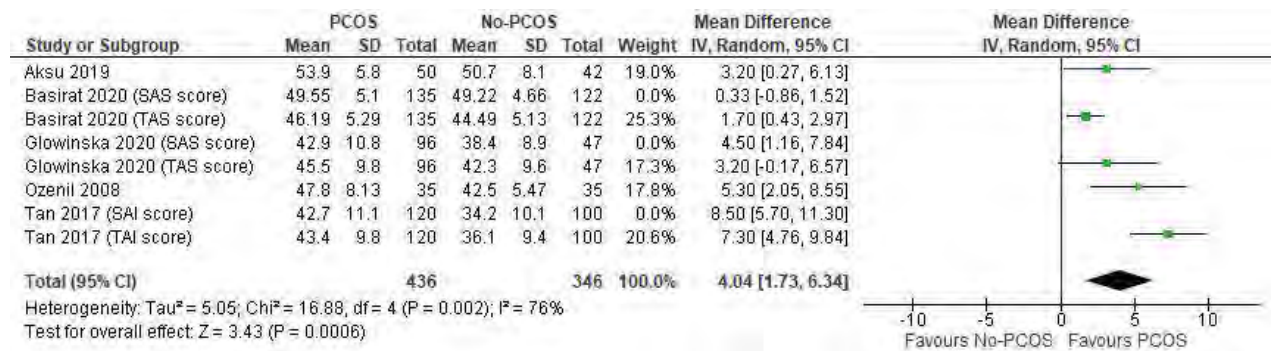 PCOS No-PCOS Mean Difference Mean Difference
Study or Subgroup Mean SD Total Mean SD Total Weight IV, Random, 95% CI IV, Random, 95% CI
Aksu 2019 53.9 5.8 50 50.7 8.1 42 19.0% 3.20 [0.27, 6.13]
Basirat 2020 (SAS score) 49.55 5.1 135 49.22 4.66 122 0.0% 0.33 [-0.86, 1.52]
Basirat 2020 (TAS score) 46.19 5.29 135 44.49 5.13 122 25.3% 1.70 [0.43, 2.97]
Glowinska 2020 (SAS score) 42.9 10.8 96 38.4 8.9 47 0.0% 4.50 [1.16, 7.84]
Glowinska 2020 (TAS score) 45.5 9.8 96 42.3 9.6 47 17.3% 3.20 [-0.17, 6.57]
Ozenil 2008 47.8 8.13 35 42.5 5.47 35 17.8% 5.30 [2.05, 8.55]
Tan 2017 (SAI score) 42.7 11.1 120 34.2 10.1 100 0.0% 8.50 [5.70, 11.30]
Tan 2017 (TAI score) 43.4 9.8 120 36.1 9.4 100 20.6% 7.30 [4.76, 9.84]
Total (95% CI) 436 346 100.0% 4.04 [1.73, 6.34]
Heterogeneity: Tau² = 5.05; Chi² = 16.88, df = 4 (P = 0.002); I² = 76%
Test for overall effect: Z = 3.43 (P = 0.0006)
-10 -5 0 5 10
Favours No-PCOS Favours PCOS